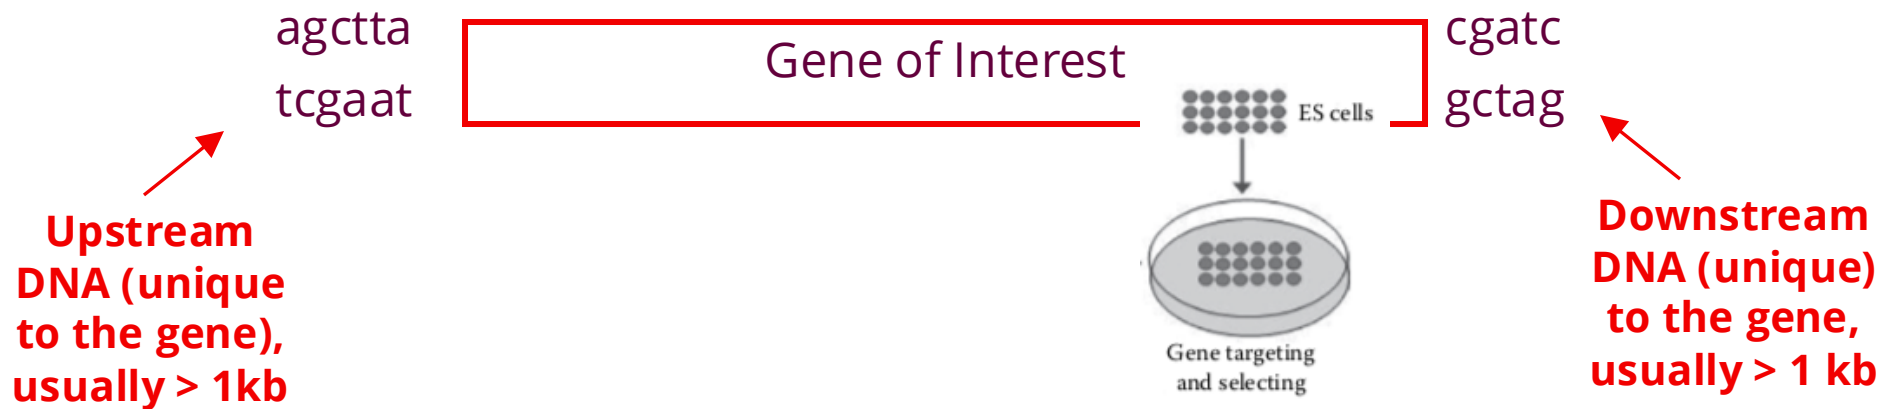 agctta
tcgaat
Gene of Interest
cgatc
gctag
ES cells
Gene targeting
and selecting
Upstream
DNA (unique
to the gene),
usually > 1kb
Downstream
DNA (unique)
to the gene,
usually > 1 kb